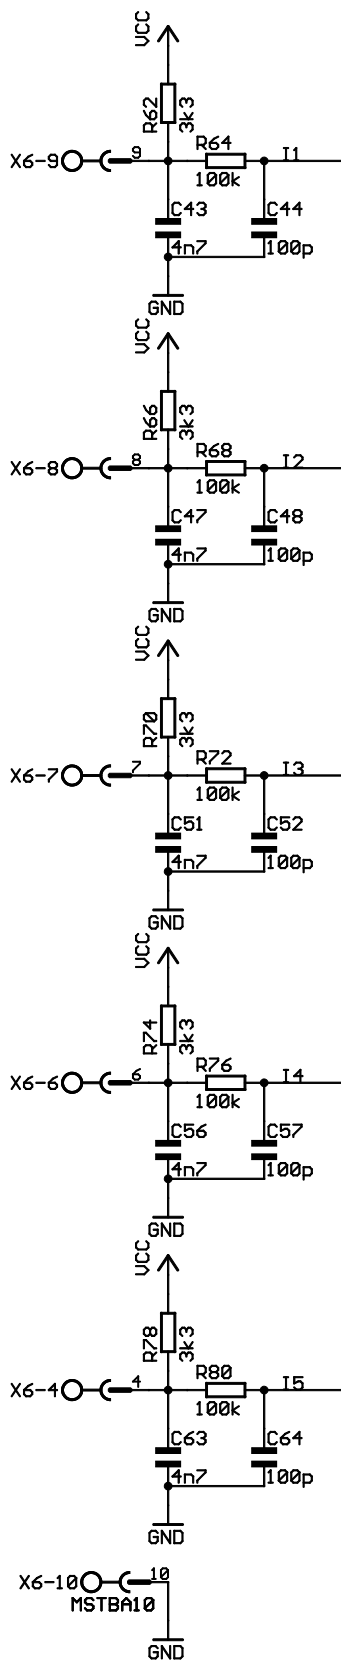 VCC
R62
3k3
X6-9
9
R64
100k
I1
C43
4n7
C44
100p
GND
VCC
R66
3k3
X6-8
8
R68
100k
I2
C47
4n7
C48
100p
GND
VCC
R70
3k3
X6-7
7
R72
100k
I3
C51
4n7
C52
100p
GND
VCC
R74
3k3
X6-6
6
R76
100k
I4
C56
4n7
C57
100p
GND
VCC
R78
3k3
X6-4
4
R80
100k
I5
C63
4n7
C64
100p
GND
X6-10
10
MSTBA10
GND